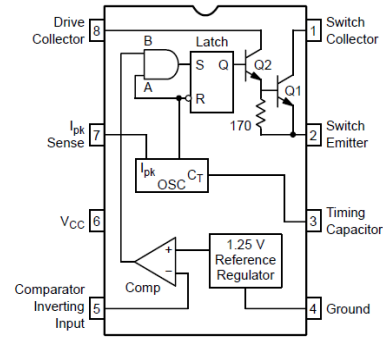 Drive
Collector
8
B
A
Latch
S
Q
R
Q2
Q1
170
1
Switch
Collector
Ipk
Sense
7
Ipk
OSC
CT
2
Switch
Emitter
VCC
6
3
Timing
Capacitor
+
−
Comp
1.25 V
Reference
Regulator
Comparator
Inverting
Input
5
4
Ground